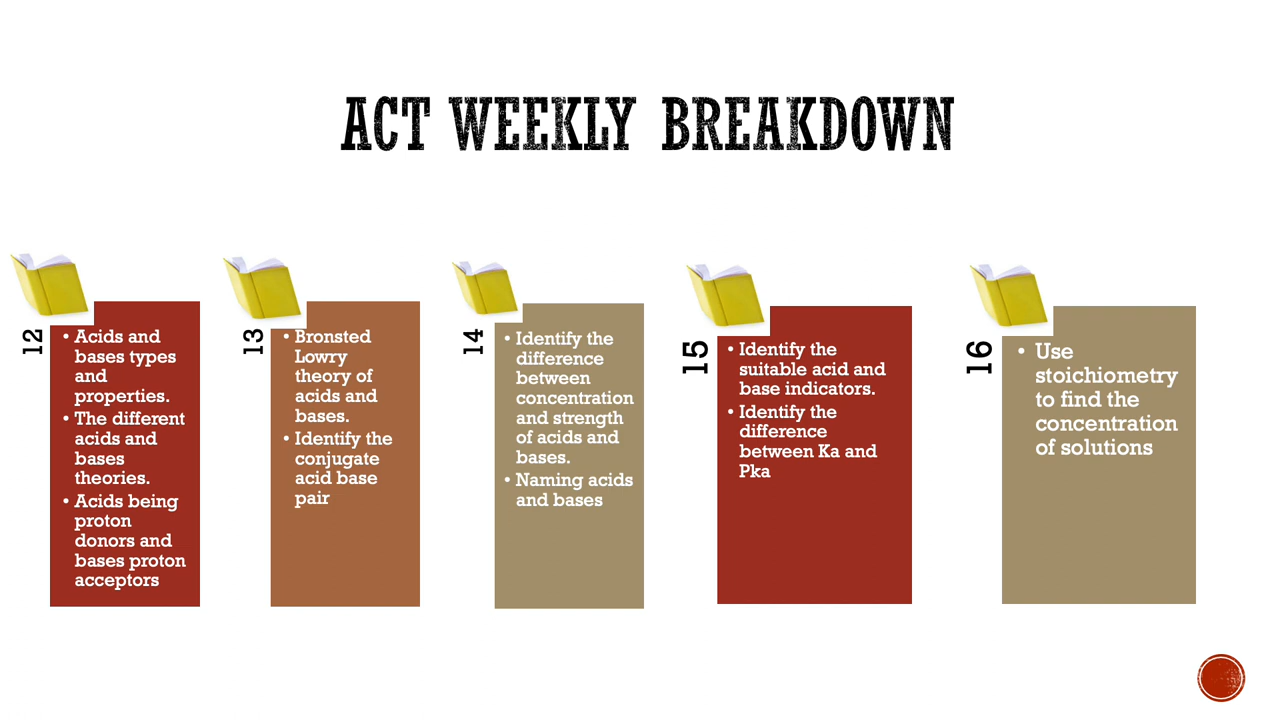 ACT WEEKLY BREAKDOWN
12
• Acids and
bases types
and
properties.
• The different
acids and
bases
theories.
• Acids being
proton
donors and
bases proton
acceptors
13
• Bronsted
Lowry
theory of
acids and
bases.
• Identify the
conjugate
acid base
pair
14
• Identify the
difference
between
concentration
and strength
of acids and
bases.
• Naming acids
and bases
15
• Identify the
suitable acid and
base indicators.
• Identify the
difference
between Ka and
Pka
16
• Use
stoichiometry
to find the
concentration
of solutions